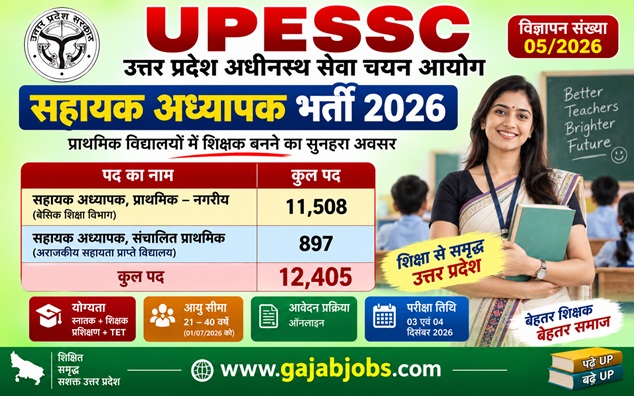 उत्तर प्रदेश सरकार
UPESSC
विज्ञापन संख्या
05/2026
उत्तर प्रदेश अधीनस्थ सेवा चयन आयोग
सहायक अध्यापक भर्ती 2026
प्राथमिक विद्यालयों में शिक्षक बनने का सुनहरा अवसर
Better
Teachers
Brighter
Future
पद का नाम कुल पद
सहायक अध्यापक, प्राथमिक – नगरीय
(बेसिक शिक्षा विभाग)
11,508
सहायक अध्यापक, संचालित प्राथमिक
(अराजकीय सहायता प्राप्ते विद्यालय)
897
कुल पद 12,405
शिक्षा से समृद्ध
उत्तर प्रदेश
योग्यता
स्नातक + शिक्षक
प्रशिक्षण + TET
आयु सीमा
21 – 40 वर्ष
(01/07/2026 को)
आवेदन प्रक्रिया
ऑनलाइन
परीक्षा तिथि
03 एवं 04
दिसंबर 2026
बेहतर शिक्षक
बेहतर समाज
शिक्षित
समृद्ध
सशक्त उत्तर प्रदेश
www.gajabjobs.com
पढ़े UP
बढ़े UP